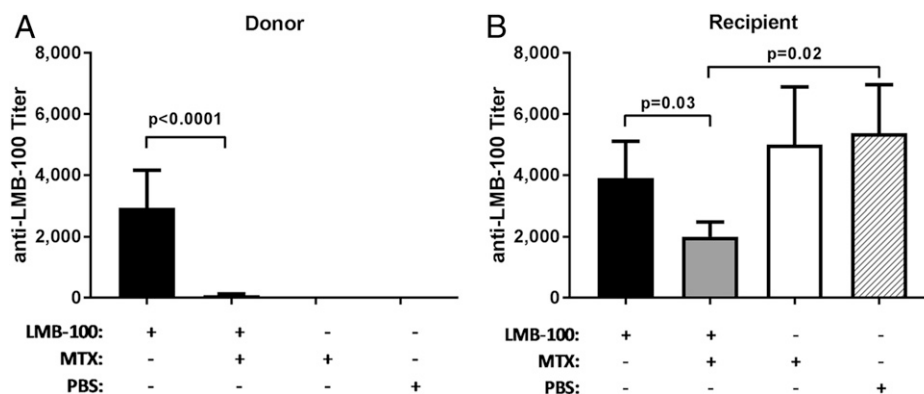 A
Donor
anti-LMB-100 Titer
8,000
6,000
4,000
2,000
0
p<0.0001
LMB-100: + + - -
MTX: - + + -
PBS: - - - +
B
Recipient
anti-LMB-100 Titer
8,000
6,000
4,000
2,000
0
p=0.02
p=0.03
LMB-100: + + - -
MTX: - + + -
PBS: - - - +